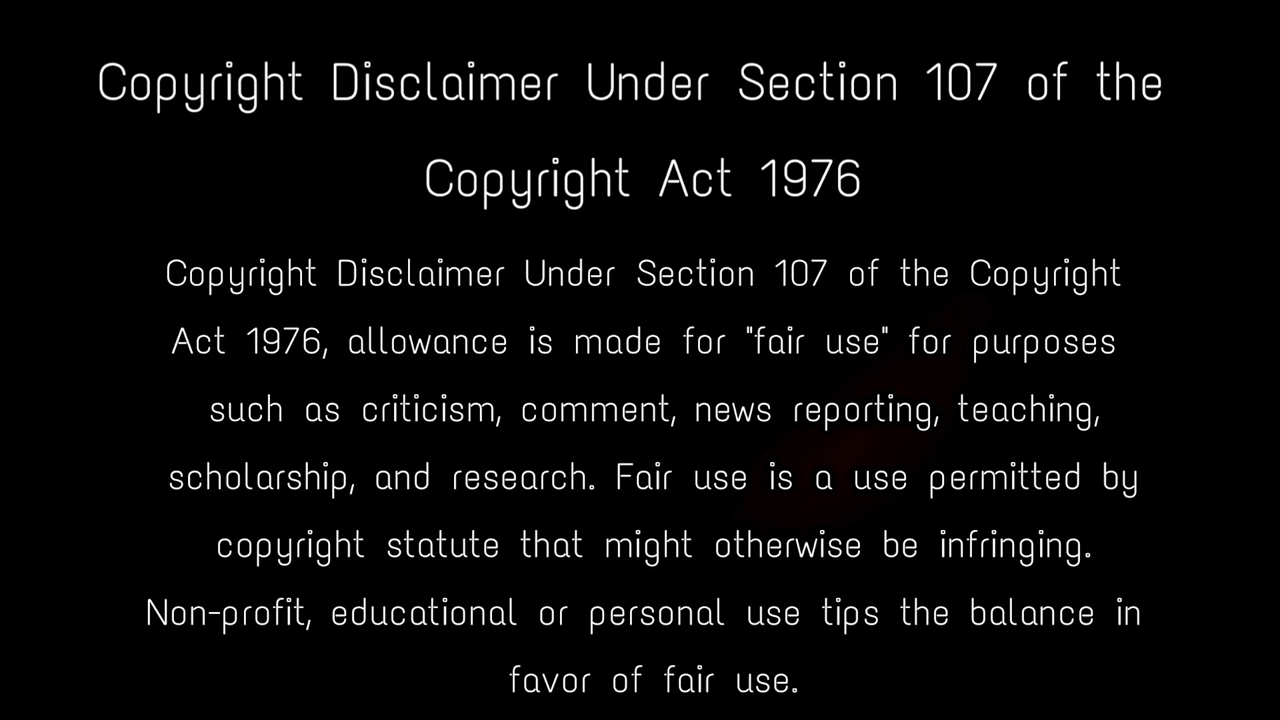 Copyright Disclaimer Under Section 107 of the
Copyright Act 1976
Copyright Disclaimer Under Section 107 of the Copyright
Act 1976, allowance is made for "fair use" for purposes
such as criticism, comment, news reporting, teaching,
scholarship, and research. Fair use is a use permitted by
copyright statute that might otherwise be infringing.
Non-profit, educational or personal use tips the balance in
favor of fair use.